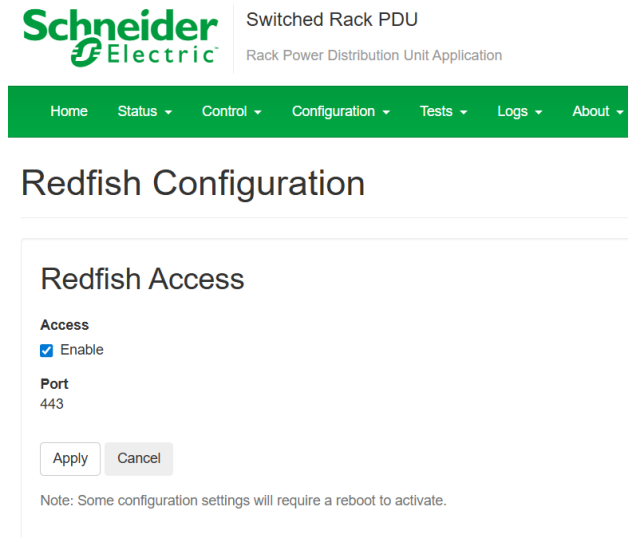 Schneider
Electric
Switched Rack PDU
Rack Power Distribution Unit Application
Home Status Control Configuration Tests Logs About
Redfish Configuration
Redfish Access
Access
Enable
Port
443
Apply Cancel
Note: Some configuration settings will require a reboot to activate.